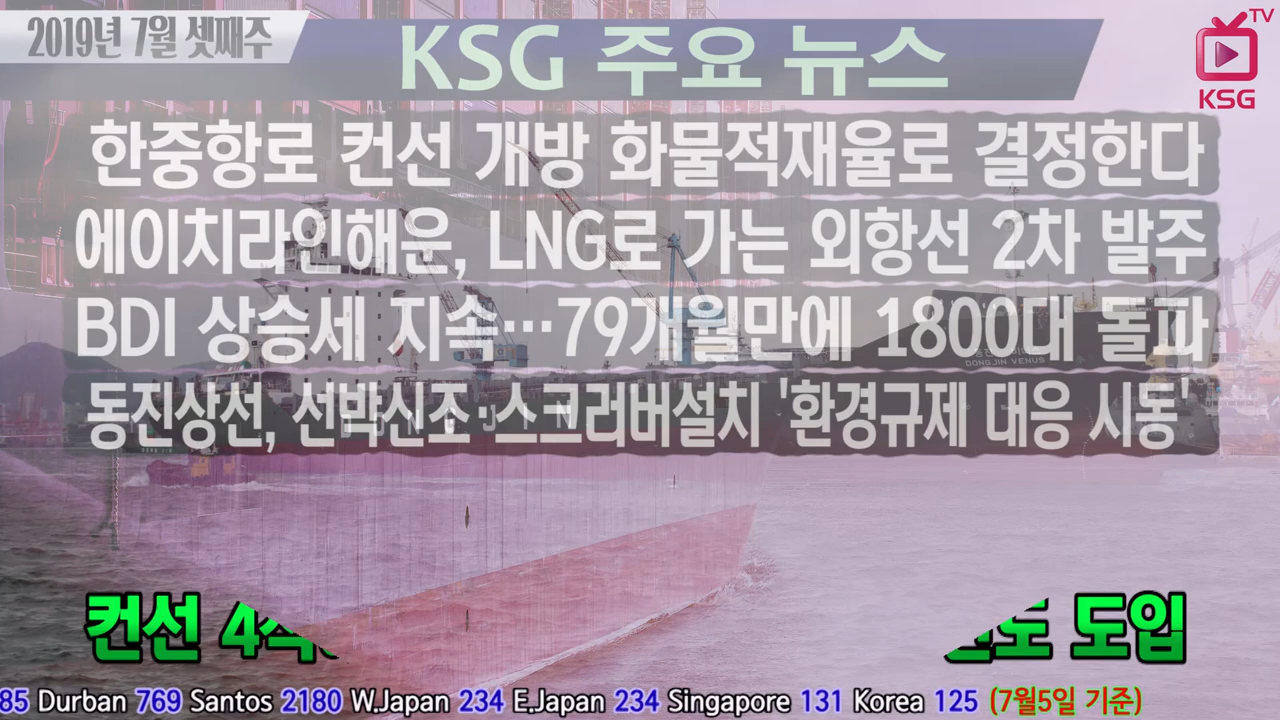 2019년 7월 셋째주
KSG 주요 뉴스
TV
KSG
한중항로 컨선 개방 화물적재율로 결정한다
에이치라인해운, LNG로 가는 외항선 2차 발주
BDI 상승세 지속…79개월만에 1800대 돌파
DONGJIN VENUS
동진상선, 선박신조·스크러버설치 '환경규제 대응 시동'
컨선 4척 도입
85 Durban 769 Santos 2180 W.Japan 234 E.Japan 234 Singapore 131 Korea 125 (7월5일 기준)